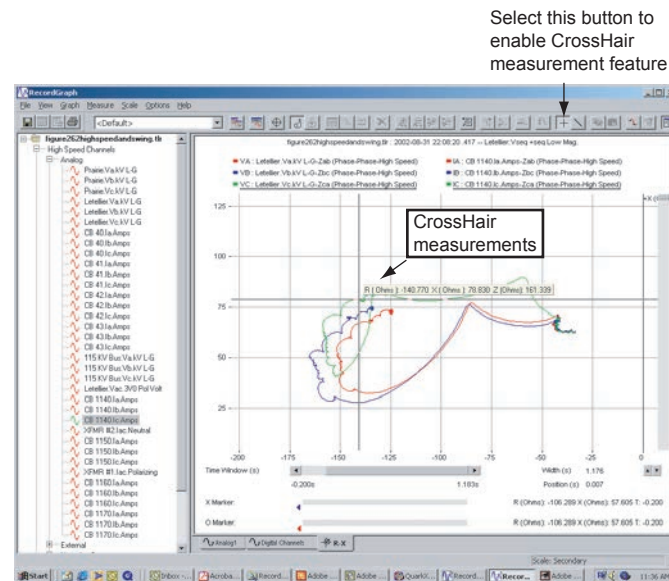 Select this button to
enable CrossHair
measurement feature
RecordGraph
File View Graph Measure Scale Options Help
<Default>
figure262highspeedandswing.tlr
High Speed Channels
Analog
Prairie.Va.kV L-G
Prairie.Vb.kV L-G
Prairie.Vc.kV L-G
Letellier.Va.kV L-G
Letellier.Vb.kV L-G
Letellier.Vc.kV L-G
CB 40.Ia.Amps
CB 40.Ib.Amps
CB 40.Ic.Amps
CB 41.Ia.Amps
CB 41.Ib.Amps
CB 41.Ic.Amps
CB 42.Ia.Amps
CB 42.Ib.Amps
CB 42.Ic.Amps
CB 43.Ia.Amps
CB 43.Ib.Amps
CB 43.Ic.Amps
115 KV Bus.Va.kV L-G
115 KV Bus.Vb.kV L-G
115 KV Bus.Vc.kV L-G
Letellier.Vac.3V0 Pol Volt
CB 1140.Ia.Amps
CB 1140.Ib.Amps
CB 1140.Ic.Amps
XFMR #2.Iac.Neutral
CB 1150.Ia.Amps
CB 1150.Ib.Amps
CB 1150.Ic.Amps
XFMR #1.Iac.Polarizing
CB 1160.Ia.Amps
CB 1160.Ib.Amps
CB 1160.Ic.Amps
CB 1170.Ia.Amps
CB 1170.Ib.Amps
CB 1170.Ic.Amps
External
figure262highspeedandswing.tlr : 2002-08-31 22:08:20 .417 -- Letellier:Vseq +seq Low Mag.
VA : Letellier.Va.kV L-G-Zab (Phase-Phase-High Speed)
IA : CB 1140.Ia.Amps-Zab (Phase-Phase-High Speed)
VB : Letellier.Vb.kV L-G-Zbc (Phase-Phase-High Speed)
IB : CB 1140.Ib.Amps-Zbc (Phase-Phase-High Speed)
VC : Letellier.Vc.kV L-G-Zca (Phase-Phase-High Speed)
IC : CB 1140.Ic.Amps-Zca (Phase-Phase-High Speed)
125
100
75
50
25
CrossHair
measurements
R ( Ohms ): -140.770 X ( Ohms ): 78.830 Z (Ohms): 161.339
-200 -175 -150 -125 -100 -75 -50 -25 0
Time Window (s)
-0.200s
1.193s
Width (s) 1.176
Position (s) 0.007
X Marker:
R (Ohms): -106.289 X (Ohms): 57.605 T: -0.200
O Marker:
R (Ohms): -106.289 X (Ohms): 57.605 T: -0.200
Analog1
Digital Channels
R-X
Scale: Secondary
Start
Inbox -...
Acroba...
Record...
Adobe ...
Adobe ...
QuarkX...
Record...
Recor...
Adobe ...